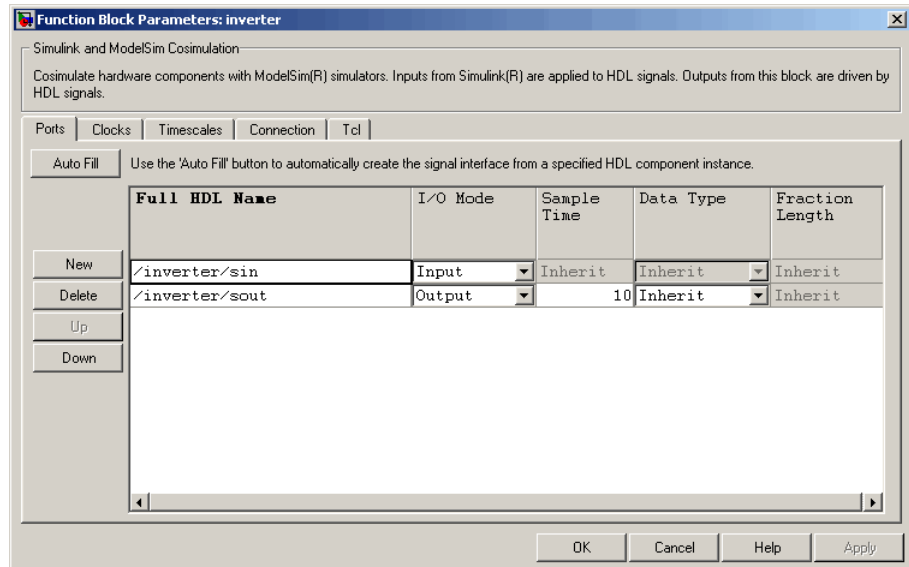 Function Block Parameters: inverter
Simulink and ModelSim Cosimulation
Cosimulate hardware components with ModelSim(R) simulators. Inputs from Simulink(R) are applied to HDL signals. Outputs from this block are driven by
HDL signals.
Ports Clocks Timescales Connection Tcl
Auto Fill Use the 'Auto Fill' button to automatically create the signal interface from a specified HDL component instance.
Full HDL Name I/O Mode Sample Time Data Type Fraction Length
New /inverter/sin Input Inherit Inherit Inherit
Delete /inverter/sout Output 10 Inherit Inherit
Up
Down
OK Cancel Help Apply